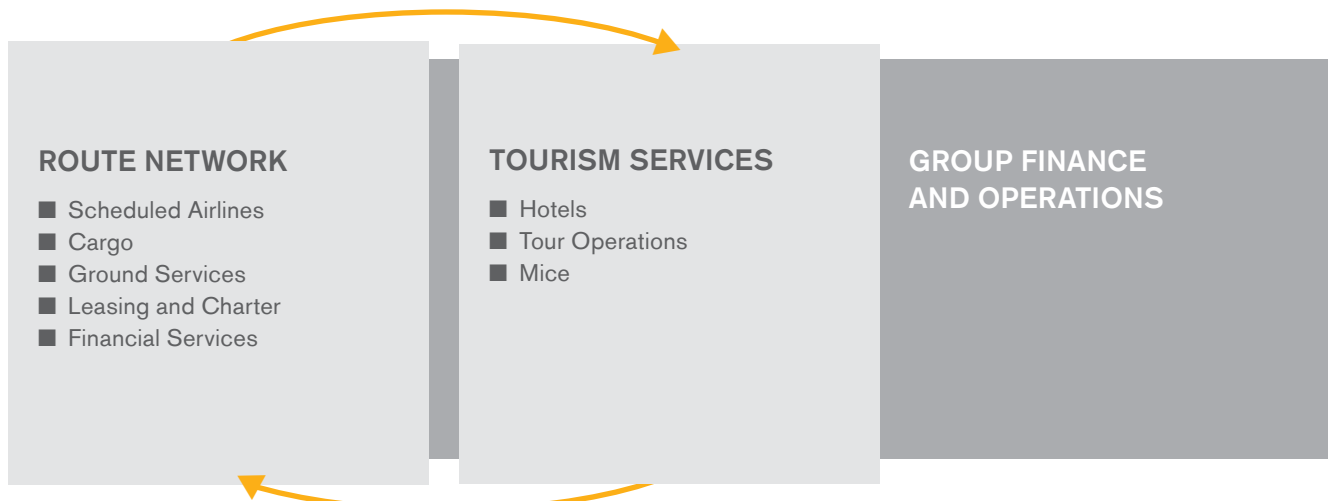 ROUTE NETWORK
■ Scheduled Airlines
■ Cargo
■ Ground Services
■ Leasing and Charter
■ Financial Services
TOURISM SERVICES
■ Hotels
■ Tour Operations
■ Mice
GROUP FINANCE
AND OPERATIONS